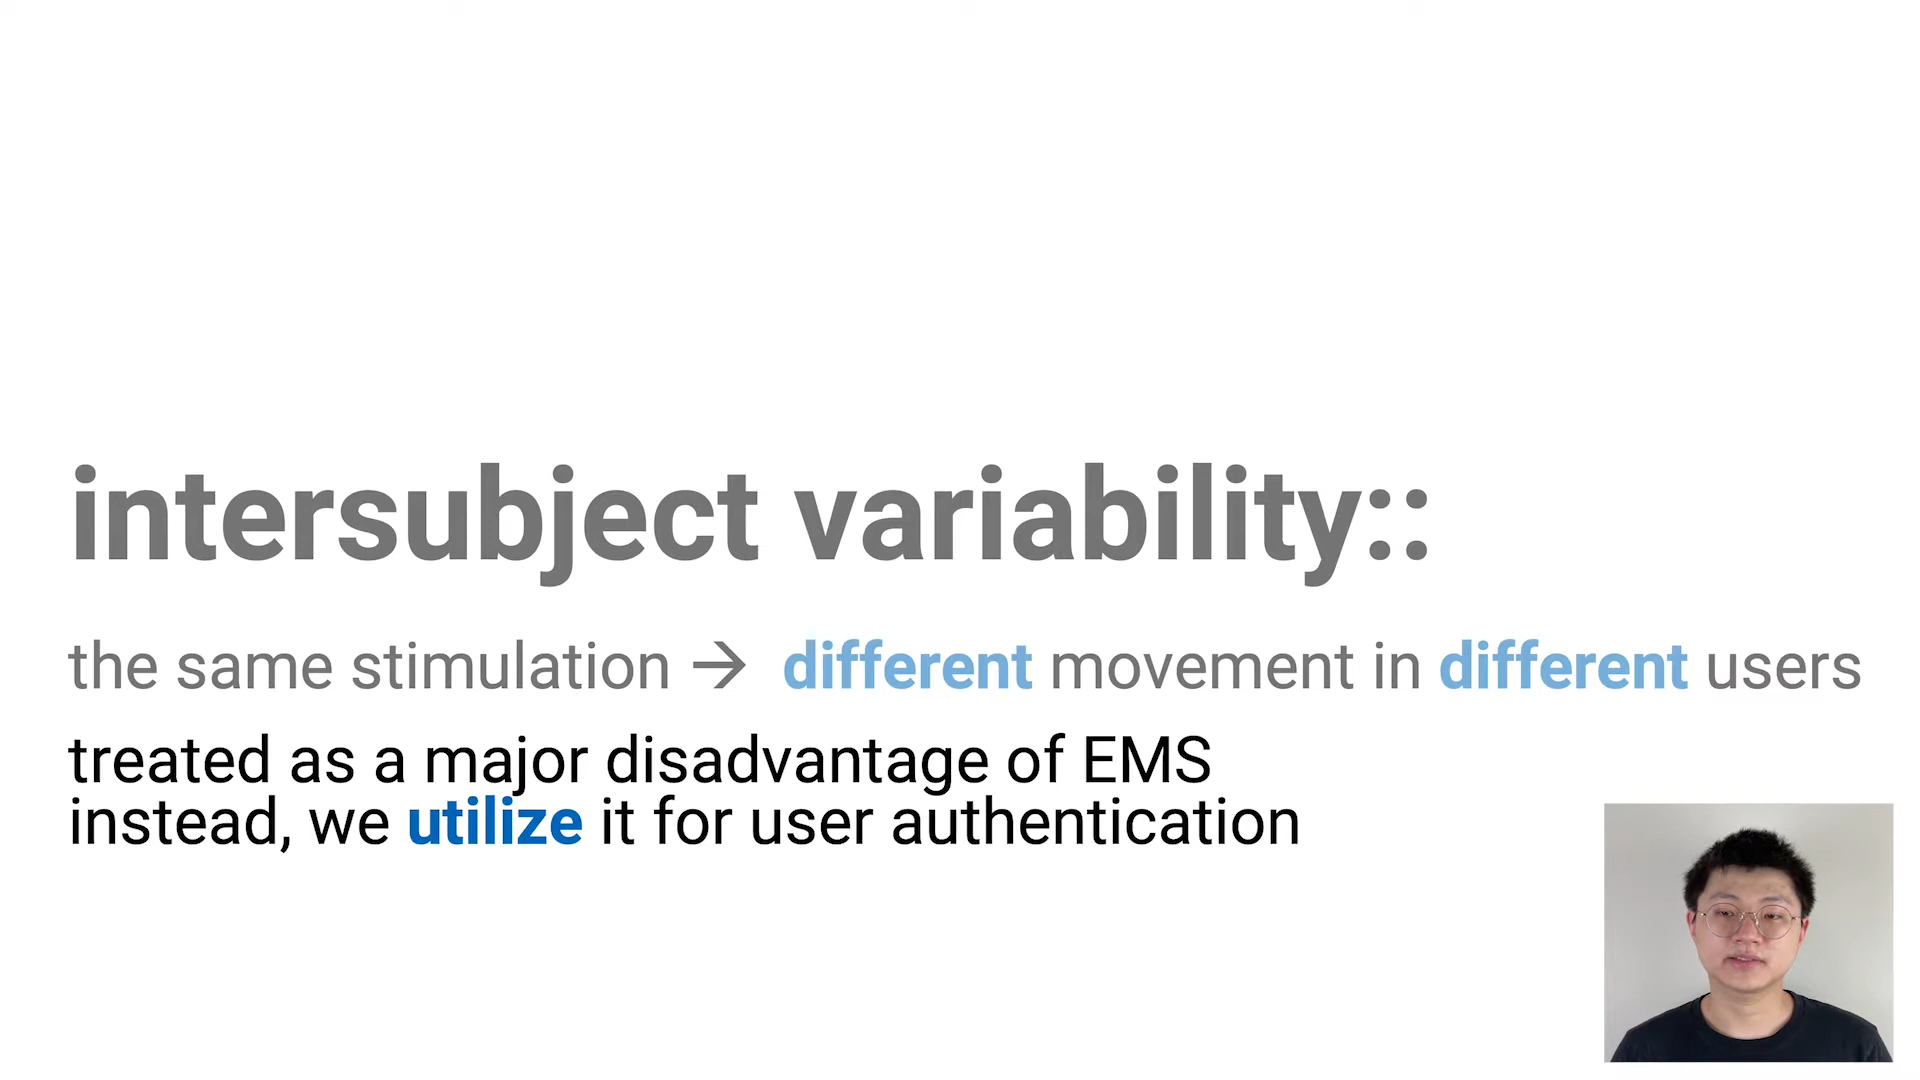 intersubject variability::
the same stimulation → different movement in different users
treated as a major disadvantage of EMS
instead, we utilize it for user authentication